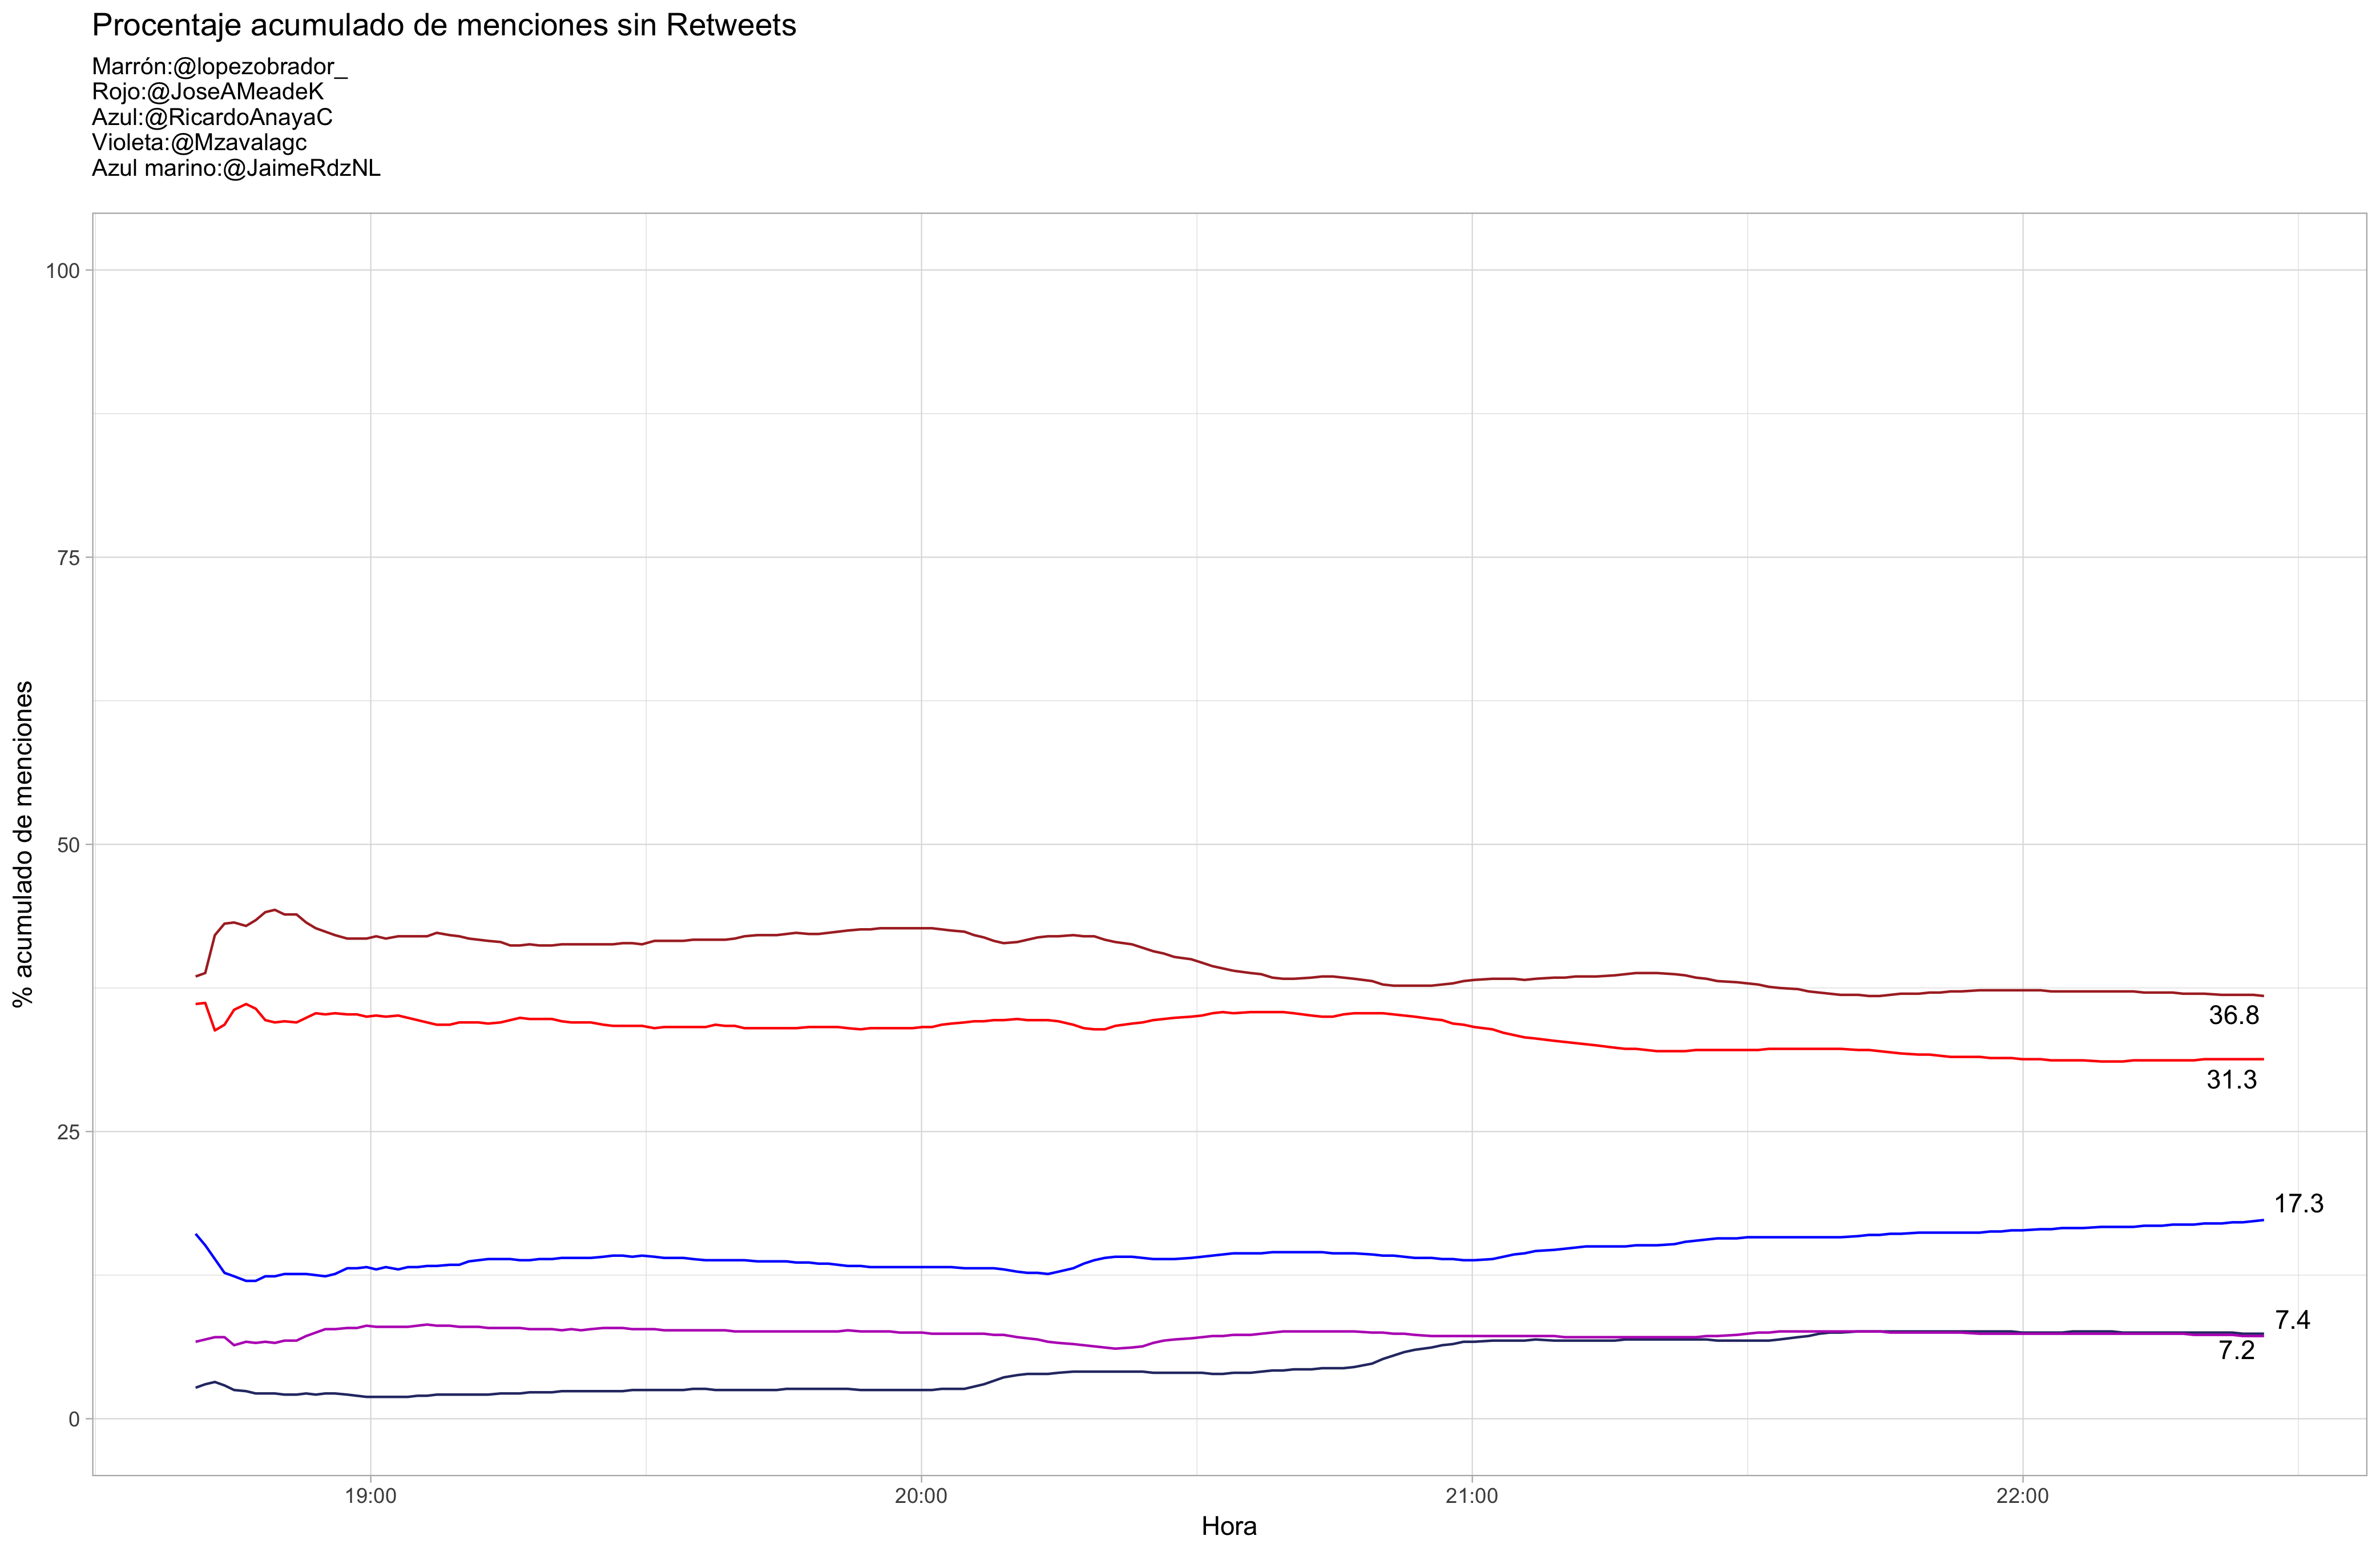 Procentaje acumulado de menciones sin Retweets
Marrón:@lopezobrador_
Rojo:@JoseAMeadeK
Azul:@RicardoAnayaC
Violeta:@Mzavalagc
Azul marino:@JaimeRdzNL
% acumulado de menciones
100
75
50
25
0
36.8
31.3
17.3
7.4
7.2
19:00
20:00
21:00
22:00
Hora